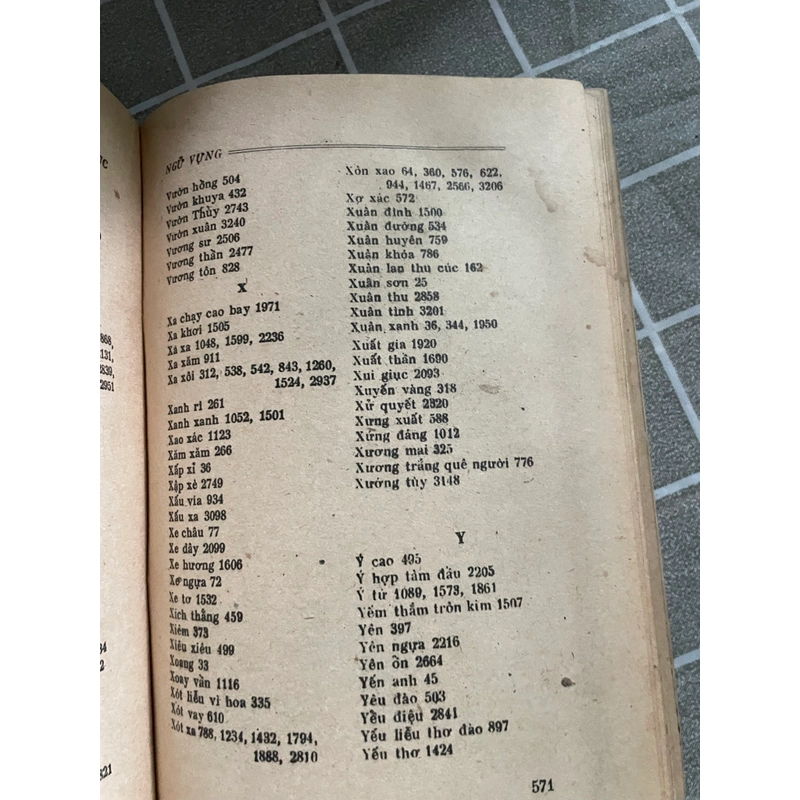 NGỮ VỰNG
Vườn hồng 504
Vườn khuya 432
Vườn Thúy 2743
Vườn xuân 3240
Vương sư 2506
Vương thần 2477
Vương tôn 828
X
Xa chạy cao bay 1971
Xa khơi 1505
Xa xa 1048, 1599, 2236
Xa xăm 911
Xa xôi 312, 538, 542, 843, 1260,
1524, 2937
Xanh rì 261
Xanh xanh 1052, 1501
Xao xác 1123
Xăm xăm 266
Xấp xỉ 36
Xập xè 2749
Xấu vía 934
Xấu xa 3098
Xe châu 77
Xe dây 2099
Xe hương 1606
Xe ngựa 72
Xe tơ 1532
Xích thằng 459
Xiêm 373
Xiêu xiêu 499
Xoang 33
Xoay vần 1116
Xót liễu vì hoa 335
Xót vay 610
Xót xa 788, 1234, 1432, 1794,
1888, 2810
Xôn xao 64, 360, 576, 622,
944, 1467, 2566, 3206
Xơ xác 572
Xuân đình 1500
Xuân đường 534
Xuân huyên 759
Xuân khóa 786
Xuân lan thu cúc 162
Xuân sơn 25
Xuân thu 2858
Xuân tình 3201
Xuân xanh 36, 344, 1950
Xuất gia 1920
Xuất thần 1690
Xui giục 2093
Xuyến vàng 318
Xử quyết 2320
Xưng xuất 588
Xứng đáng 1012
Xương mai 325
Xương trắng quê người 776
Xướng tùy 3148
Y
Ý cao 495
Ý hợp tâm đầu 2205
Ý tứ 1089, 1573, 1861
Yếm thắm trôn kim 1507
Yên 397
Yên ngựa 2216
Yên ổn 2664
Yến anh 45
Yêu đào 503
Yểu điệu 2841
Yếu liễu thơ đào 897
Yếu thơ 1424
571
868,
131,
2839,
2951
821